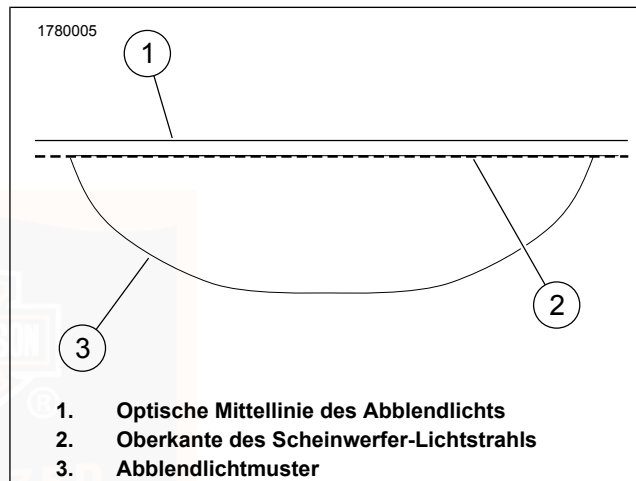 1780005
1
2
3
1. Optische Mittellinie des Abblendlichts
2. Oberkante des Scheinwerfer-Lichtstrahls
3. Abblendlichtmuster